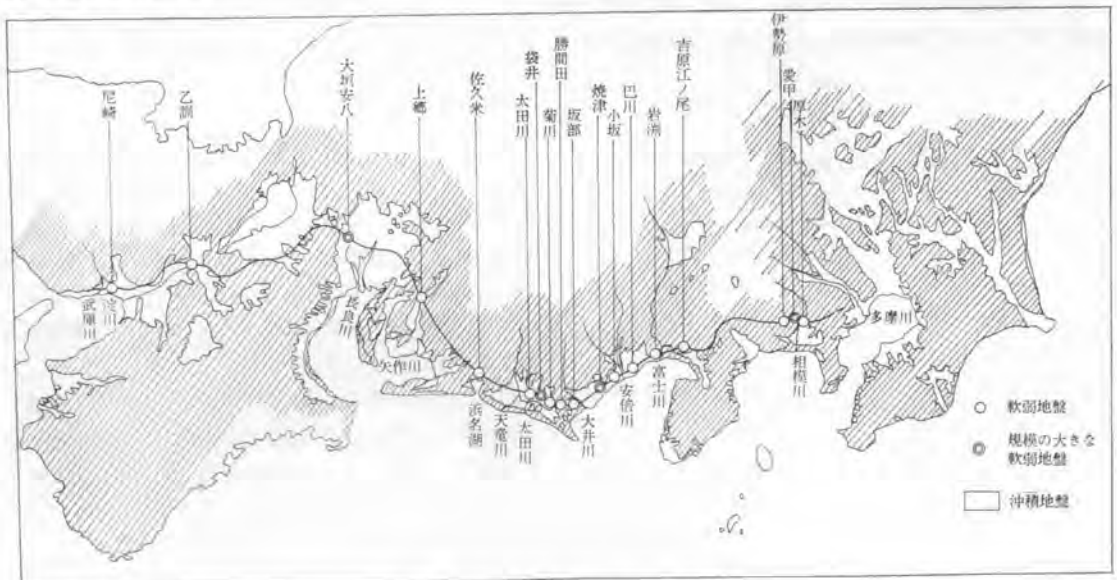 尼崎
乙訓
大垣安八
上郷
佐久米
太田川
袋井
菊川
勝間田
坂部
焼津
小坂
巴川
岩渕
吉原江ノ尾
伊勢原
愛甲
厚木
武庫川
淀川
長良川
矢作川
浜名湖
天竜川
太田川
大井川
安倍川
富士川
相模川
多摩川
軟弱地盤
規模の大きな
軟弱地盤
沖積地盤